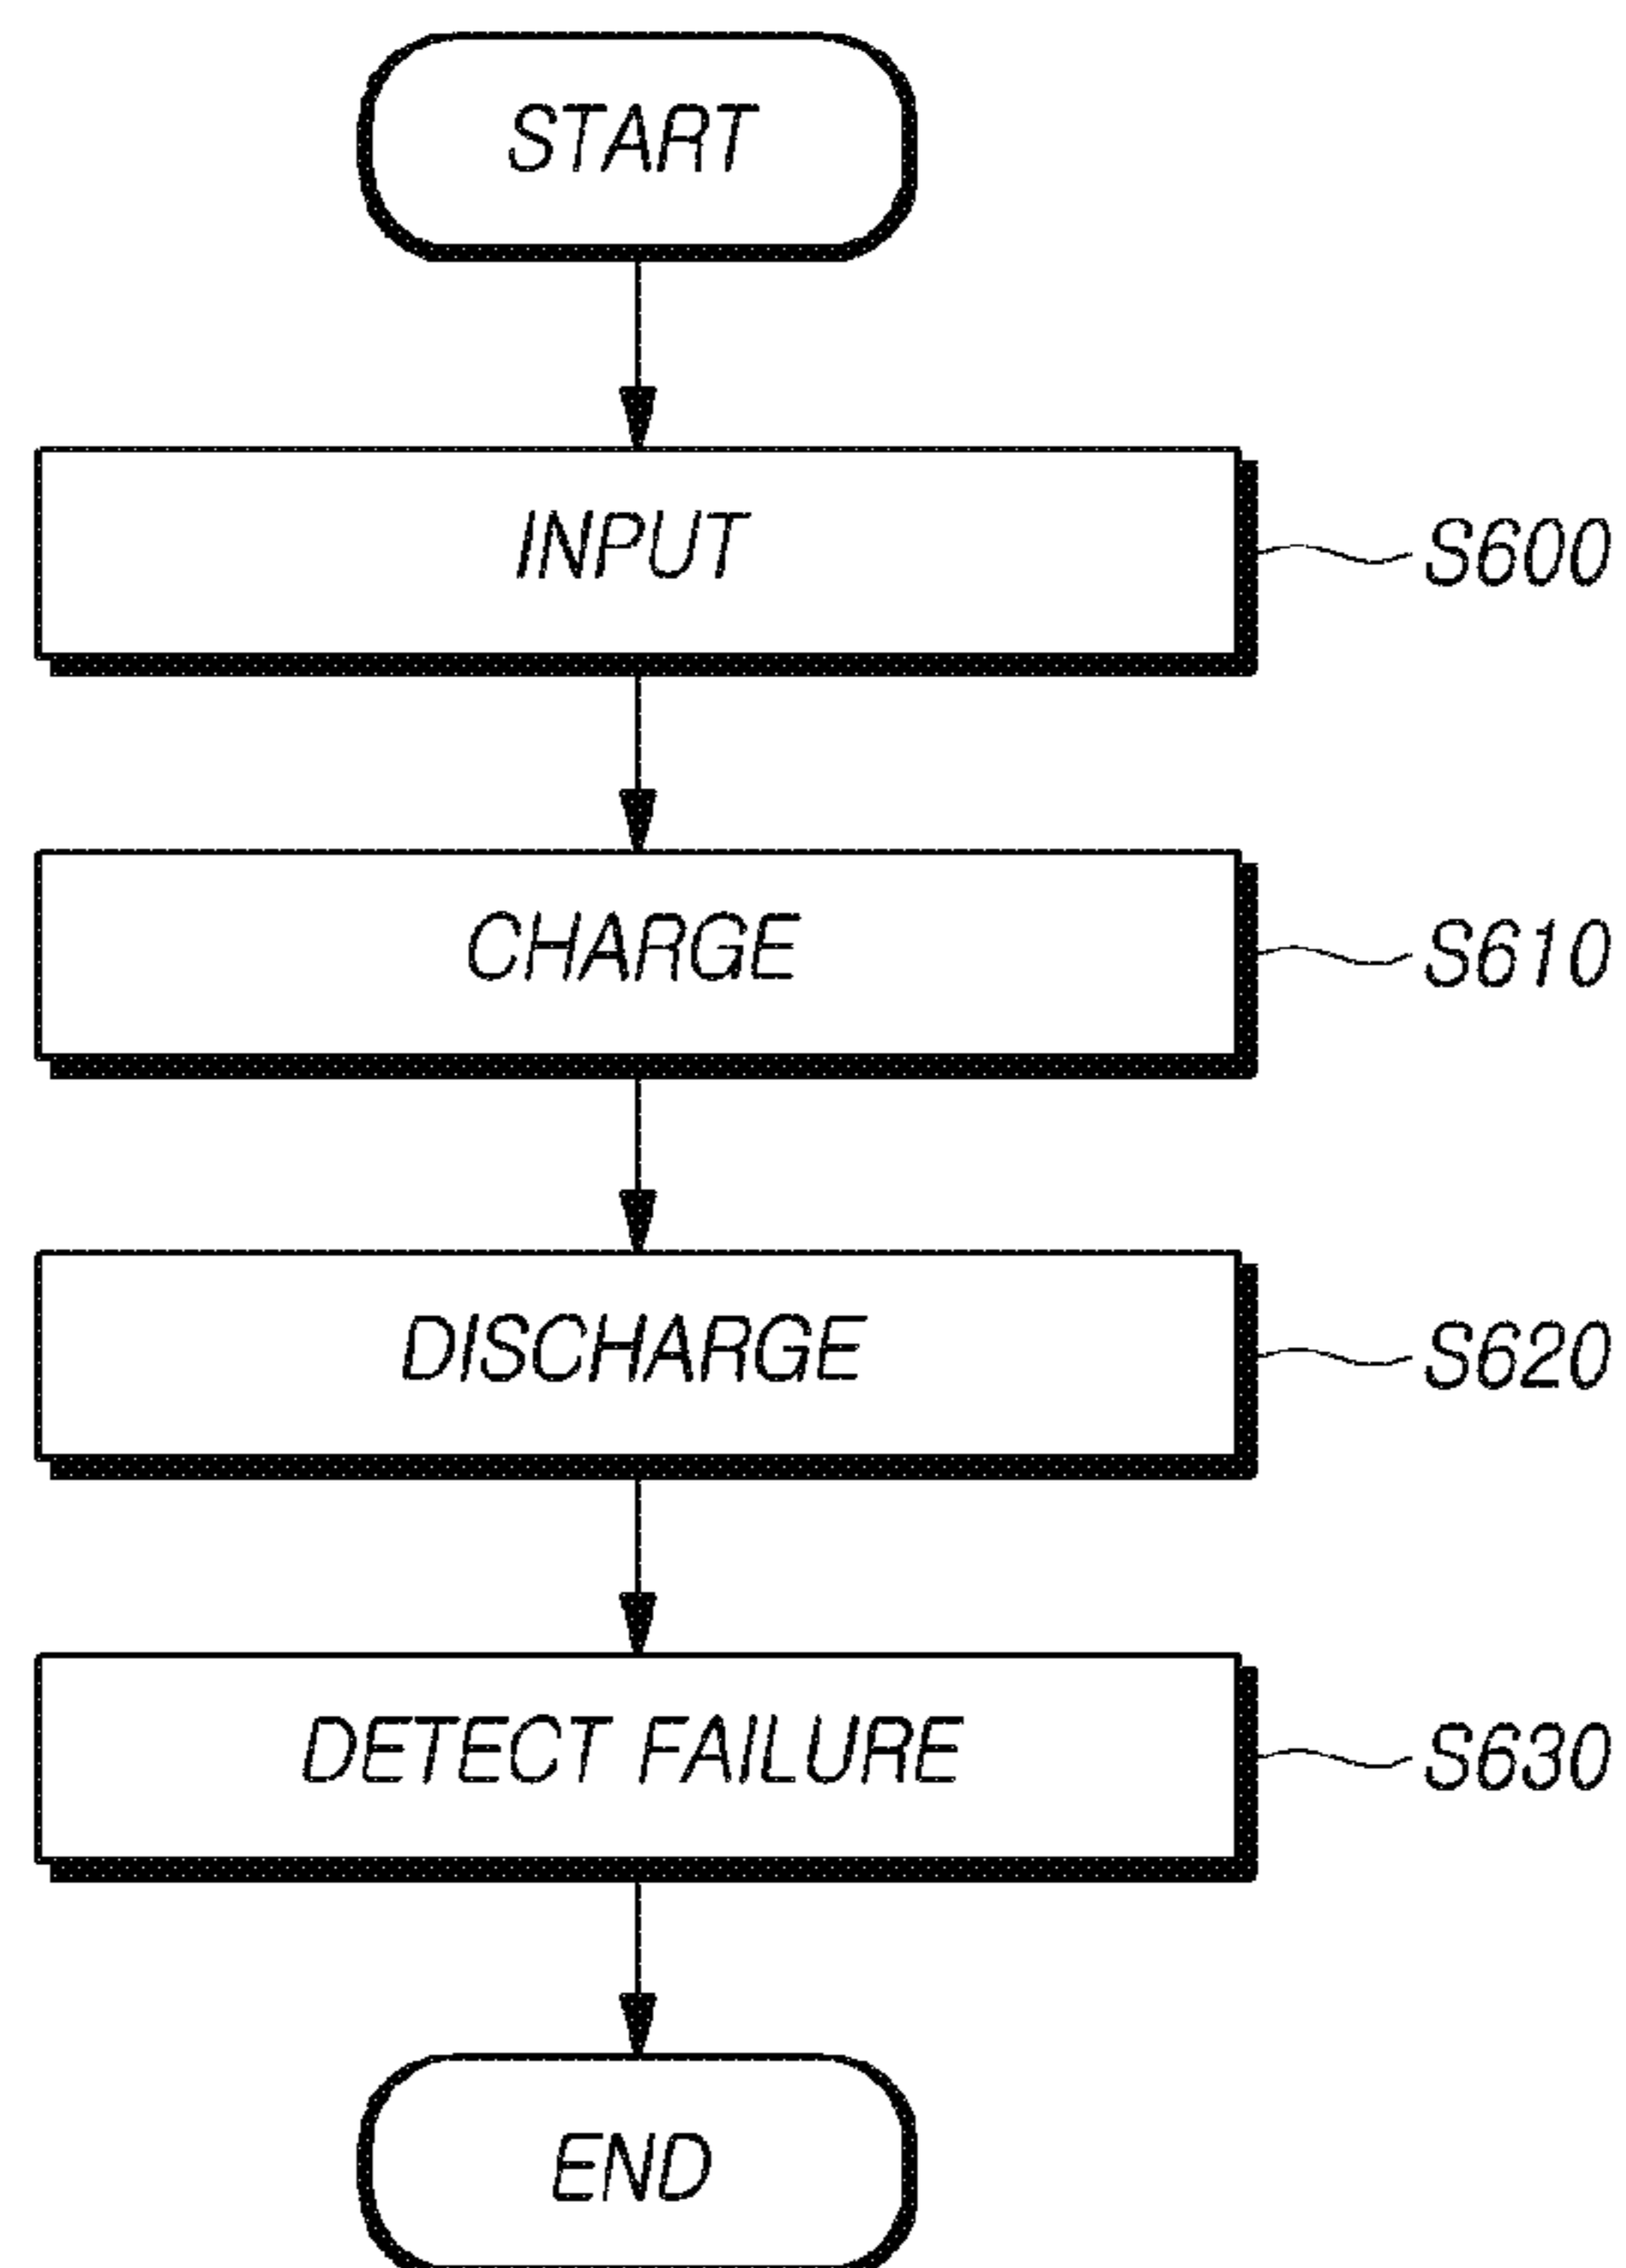 START
INPUT
S600
CHARGE
S610
DISCHARGE
S620
DETECT FAILURE
S630
END